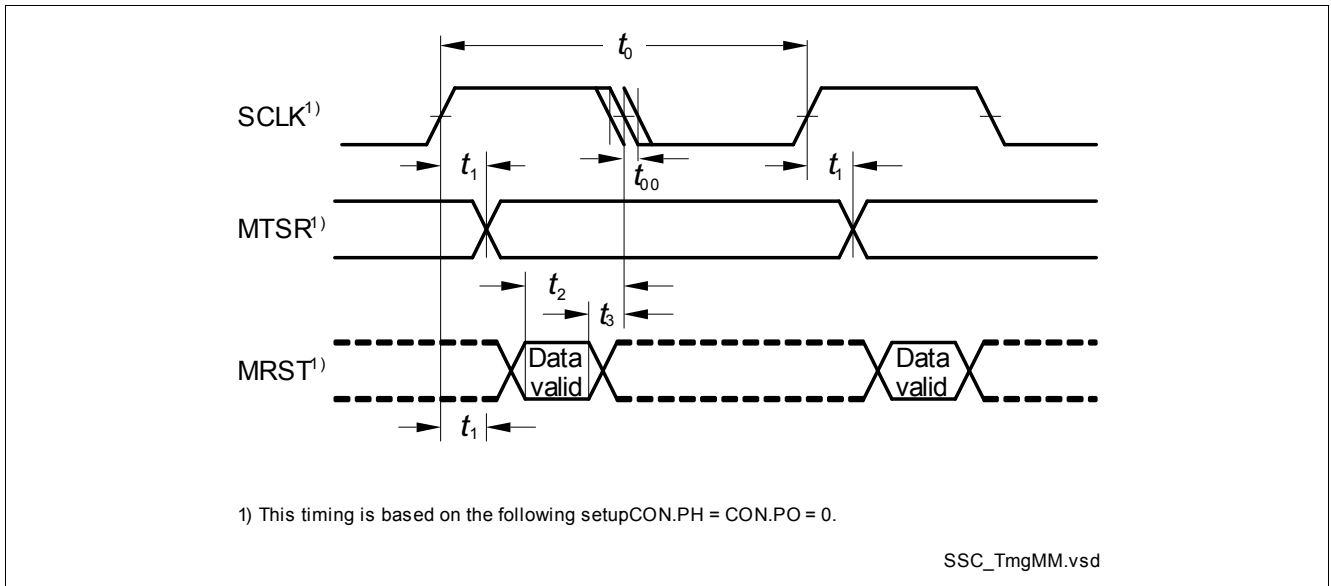 t0
SCLK1)
t1
t00
t1
MTSR1)
t2
t3
MRST1)
Data
valid
Data
valid
t1
1) This timing is based on the following setupCON.PH = CON.PO = 0.
SSC_TmgMM.vsd